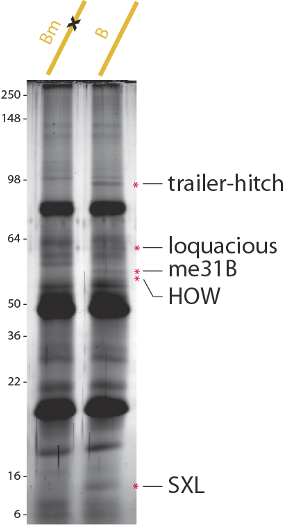 Bm
B
250
148
98
trailer-hitch
64
loquacious
me31B
50
HOW
36
22
16
SXL
6